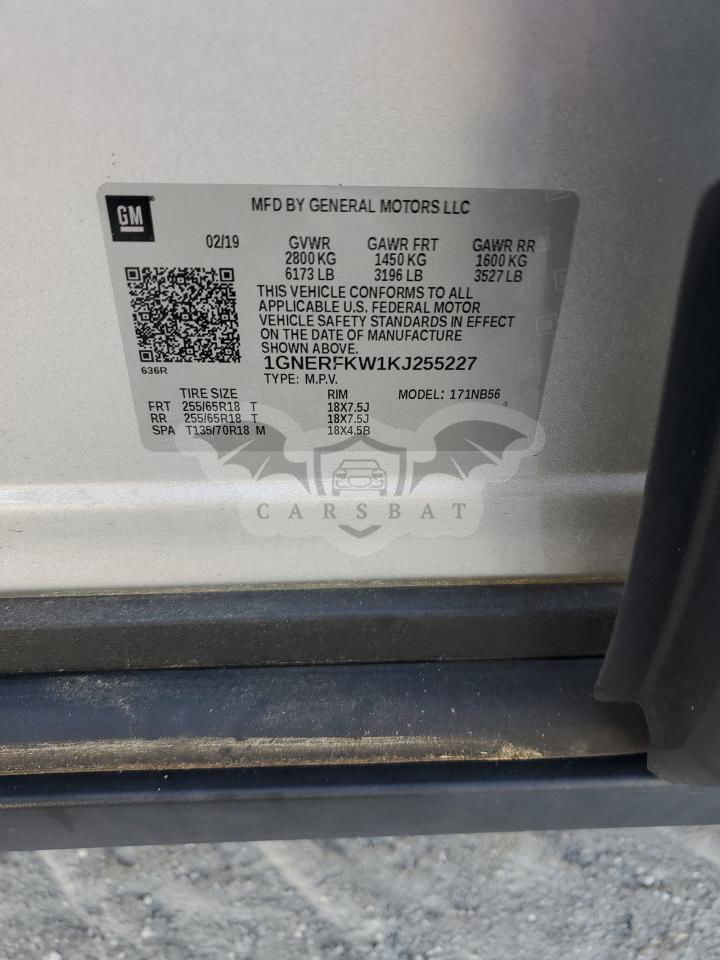 GM
MFD BY GENERAL MOTORS LLC
02/19 GVWR GAWR FRT GAWR RR
2800 KG 1450 KG 1600 KG
6173 LB 3196 LB 3527 LB
THIS VEHICLE CONFORMS TO ALL
APPLICABLE U.S. FEDERAL MOTOR
VEHICLE SAFETY STANDARDS IN EFFECT
ON THE DATE OF MANUFACTURE
SHOWN ABOVE.
636R
1GNERFKW1KJ255227
TYPE: M.P.V.
TIRE SIZE RIM MODEL: 171NB56
FRT 255/65R18 T 18X7.5J
RR 255/65R18 T 18X7.5J
SPA T135/70R18 M 18X4.5B
CARSBAT